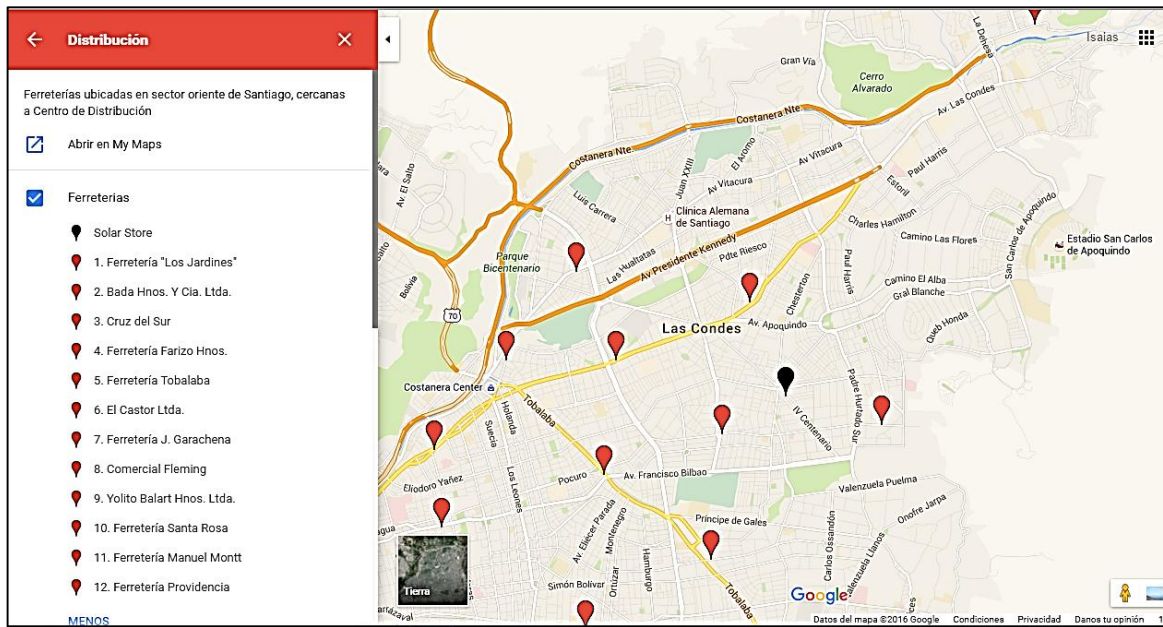 Distribución
Ferreterías ubicadas en sector oriente de Santiago, cercanas
a Centro de Distribución
Abrir en My Maps
Ferreterias
Solar Store
1. Ferretería "Los Jardines"
2. Bada Hnos. Y Cia. Ltda.
3. Cruz del Sur
4. Ferretería Farizo Hnos.
5. Ferretería Tobalaba
6. El Castor Ltda.
7. Ferretería J. Garachena
8. Comercial Fleming
9. Yolito Balart Hnos. Ltda.
10. Ferretería Santa Rosa
11. Ferretería Manuel Montt
12. Ferretería Providencia
MENOS
La Dehesa
Isaias
Gran Vía
Cerro
Alvarado
Av. Las Condes
Costanera Nte.
Costanera Nte.
Av. El Salto
El Aromo
Av Vitacura
Juan XXIII
Av Vitacura
Paul Harris
Estoril
Luis Carrera
Clínica Alemana
de Santiago
Charles Hamilton
Camino Las Flores
San Carlos de Apoquindo
Estadio San Carlos
de Apoquindo
Parque
Bicentenario
Las Hualtatas
Av Presidente Kennedy
Pdte Riesco
Paul Harris
Bolivia
Chesterton
Camino El Alba
Gral Blanche
70
Queb Honda
Las Condes
Av. Apoquindo
Costanera Center
Tobalaba
Holanda
Suecia
Padre Hurtado Sur
IV Centenario
Los Leones
Pocuro
Av. Francisco Bilbao
Eliodoro Yañez
Valenzuela Puelma
Onofre Jarpa
Av. Eliecer Parada
Montenegro
Príncipe de Gales
Carlos Ossandón
Valenzuela Llanos
Tierra
Simón Bolívar
Ortúzar
Hamburgo
Tobalaba
Google
Datos del mapa ©2016 Google
Condiciones
Privacidad
Danos tu opinión